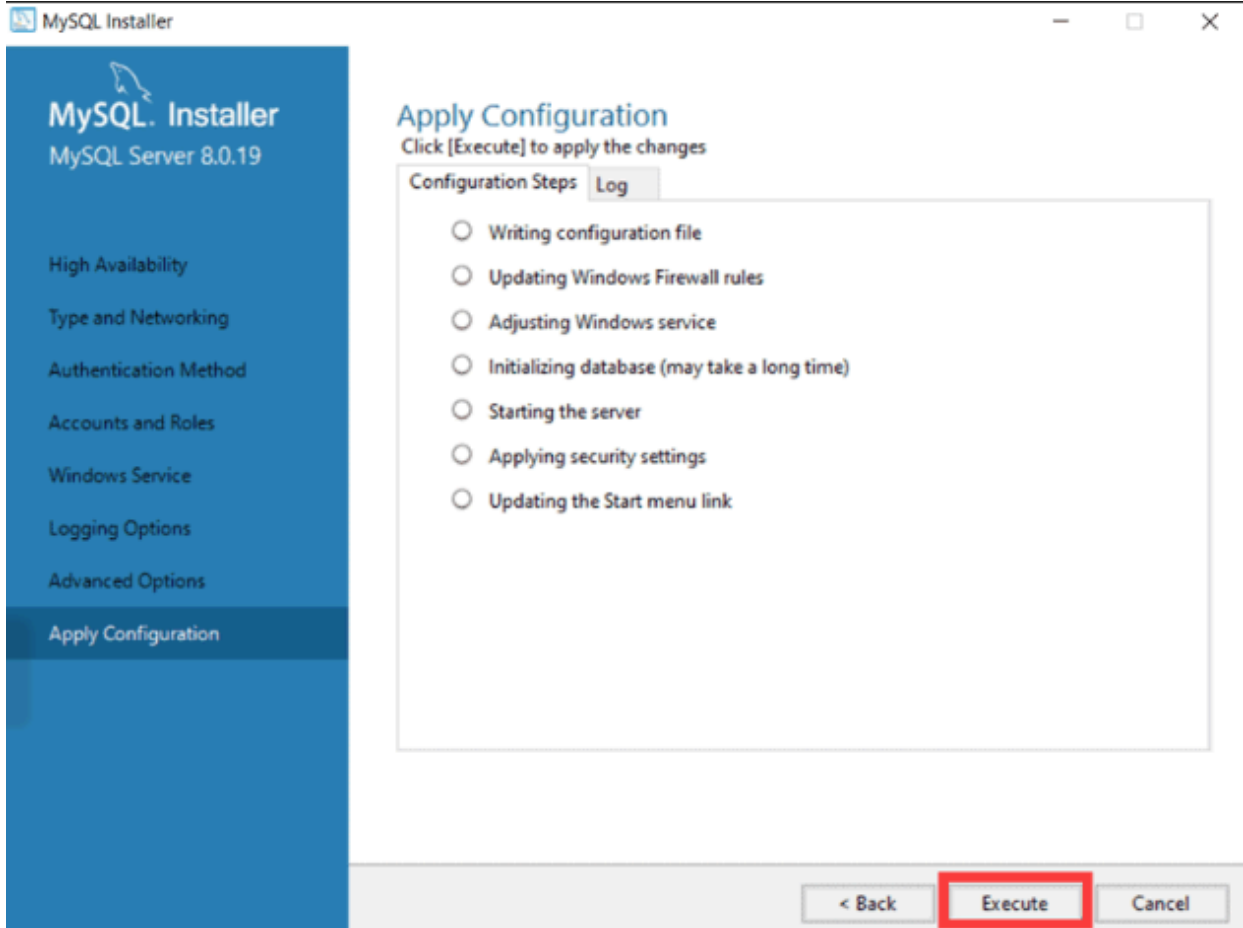 MySQL Installer
MySQL. Installer
MySQL Server 8.0.19
High Availability
Type and Networking
Authentication Method
Accounts and Roles
Windows Service
Logging Options
Advanced Options
Apply Configuration
Apply Configuration
Click [Execute] to apply the changes
Configuration Steps
Log
Writing configuration file
Updating Windows Firewall rules
Adjusting Windows service
Initializing database (may take a long time)
Starting the server
Applying security settings
Updating the Start menu link
< Back
Execute
Cancel